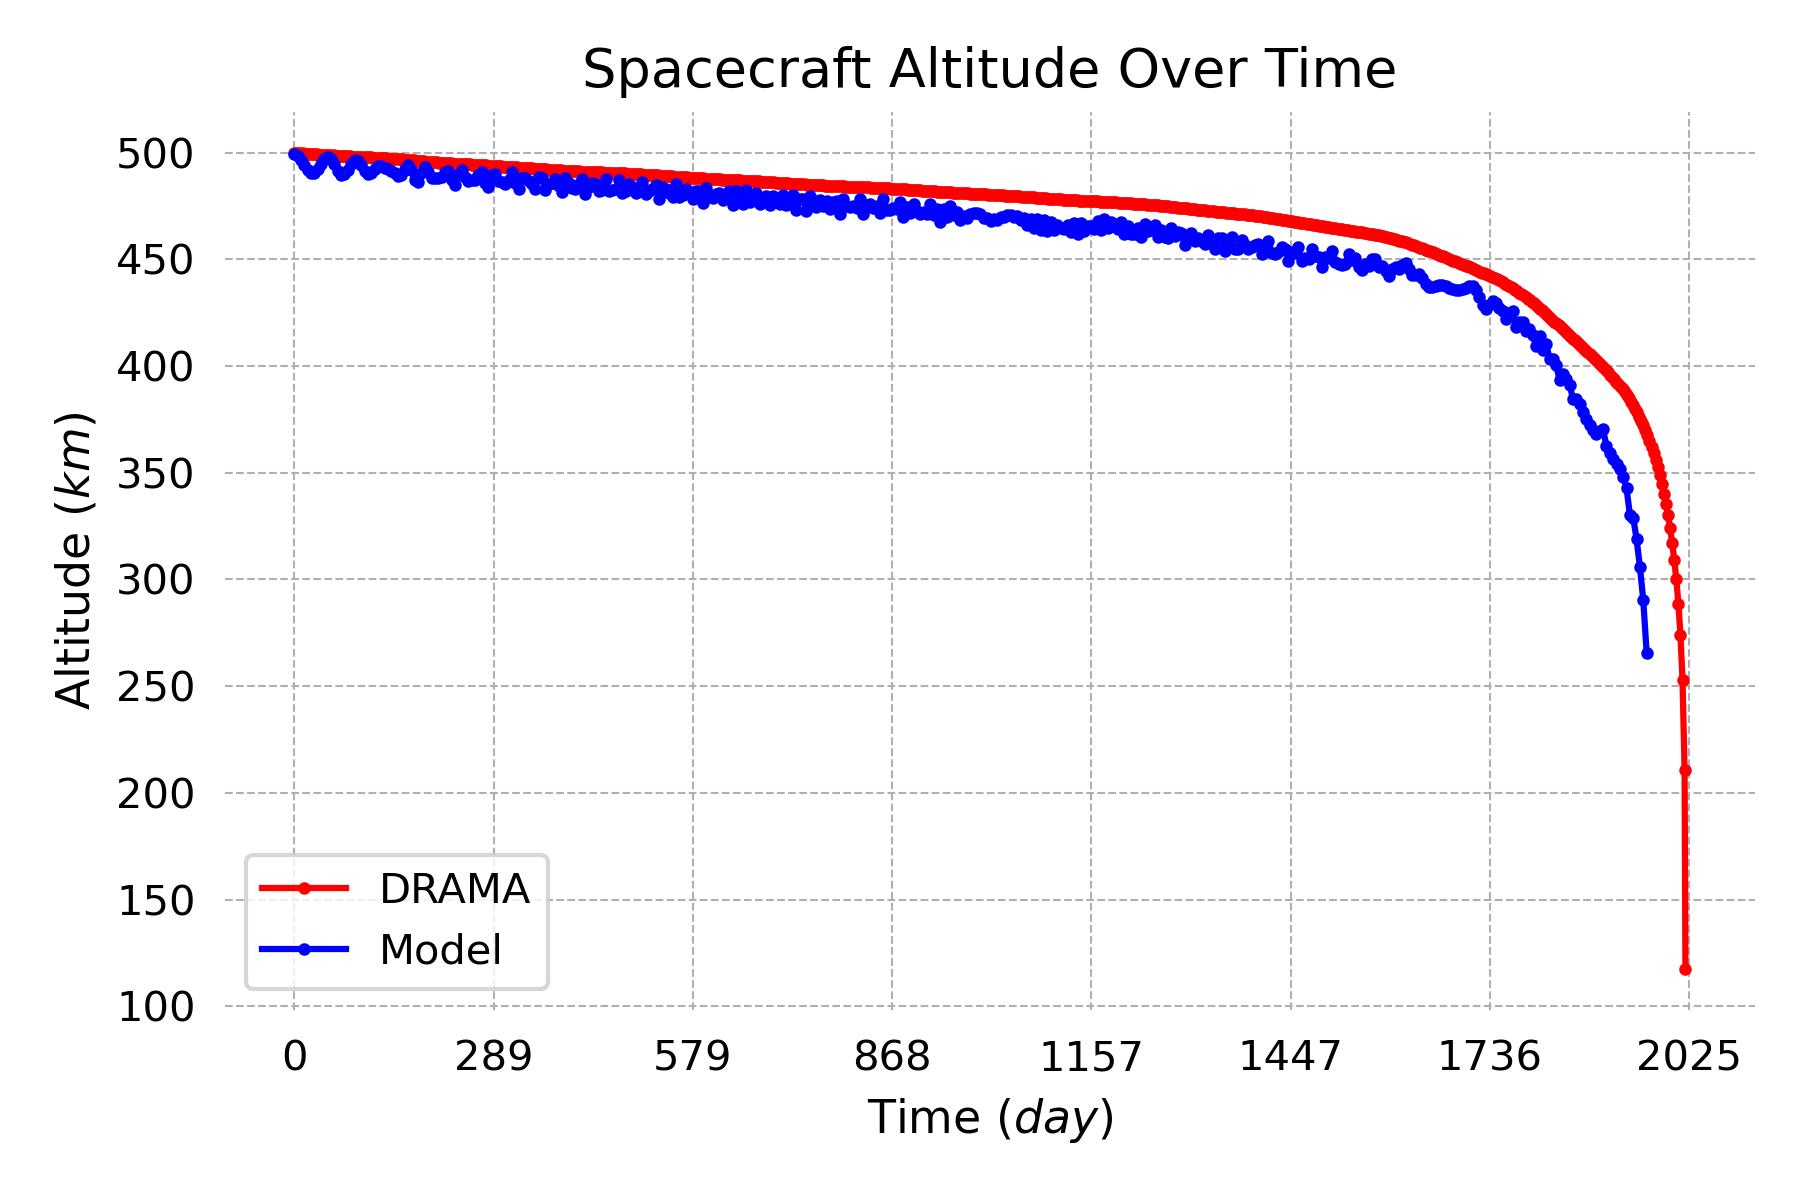 Spacecraft Altitude Over Time
Altitude (km)
500
450
400
350
300
250
200
150
100
DRAMA
Model
0 289 579 868 1157 1447 1736 2025
Time (day)